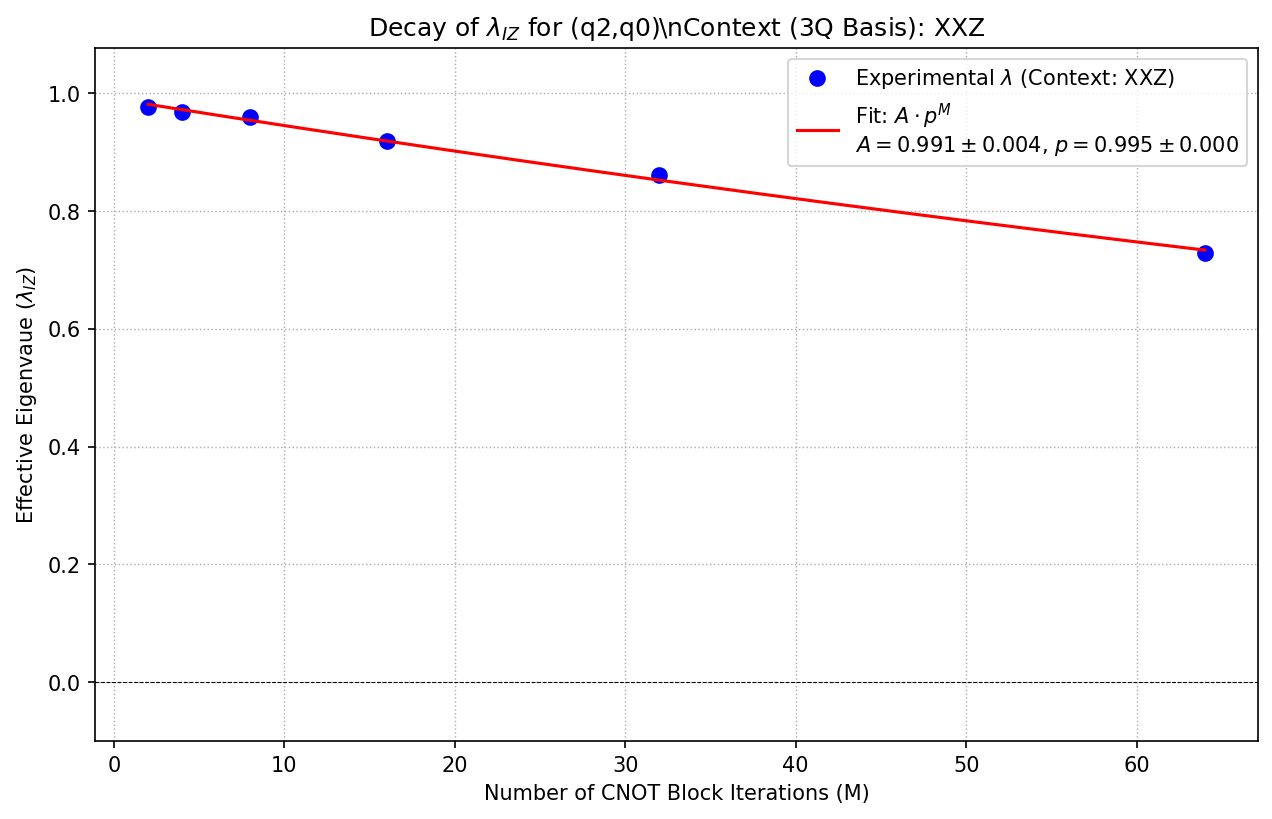 Decay of λ_IZ for (q2,q0)\nContext (3Q Basis): XXZ
Experimental λ (Context: XXZ)
Fit: A · p^M
A = 0.991 ± 0.004, p = 0.995 ± 0.000
Effective Eigenvaue (λ_IZ)
1.0
0.8
0.6
0.4
0.2
0.0
0 10 20 30 40 50 60
Number of CNOT Block Iterations (M)